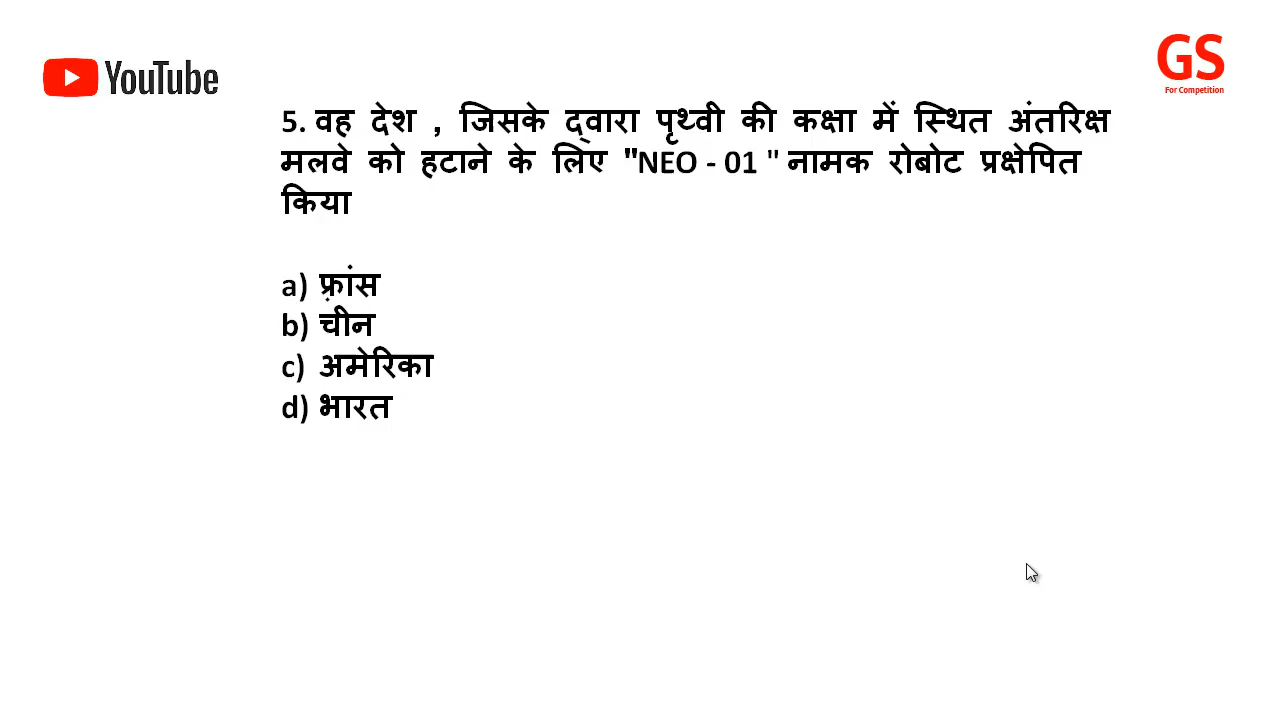 YouTube
GS
For Competition
5. वह देश , जिसके द्वारा पृथ्वी की कक्षा में स्थित अंतरिक्ष
मलवे को हटाने के लिए "NEO - 01 " नामक रोबोट प्रक्षेपित
किया
a) फ़्रांस
b) चीन
c) अमेरिका
d) भारत